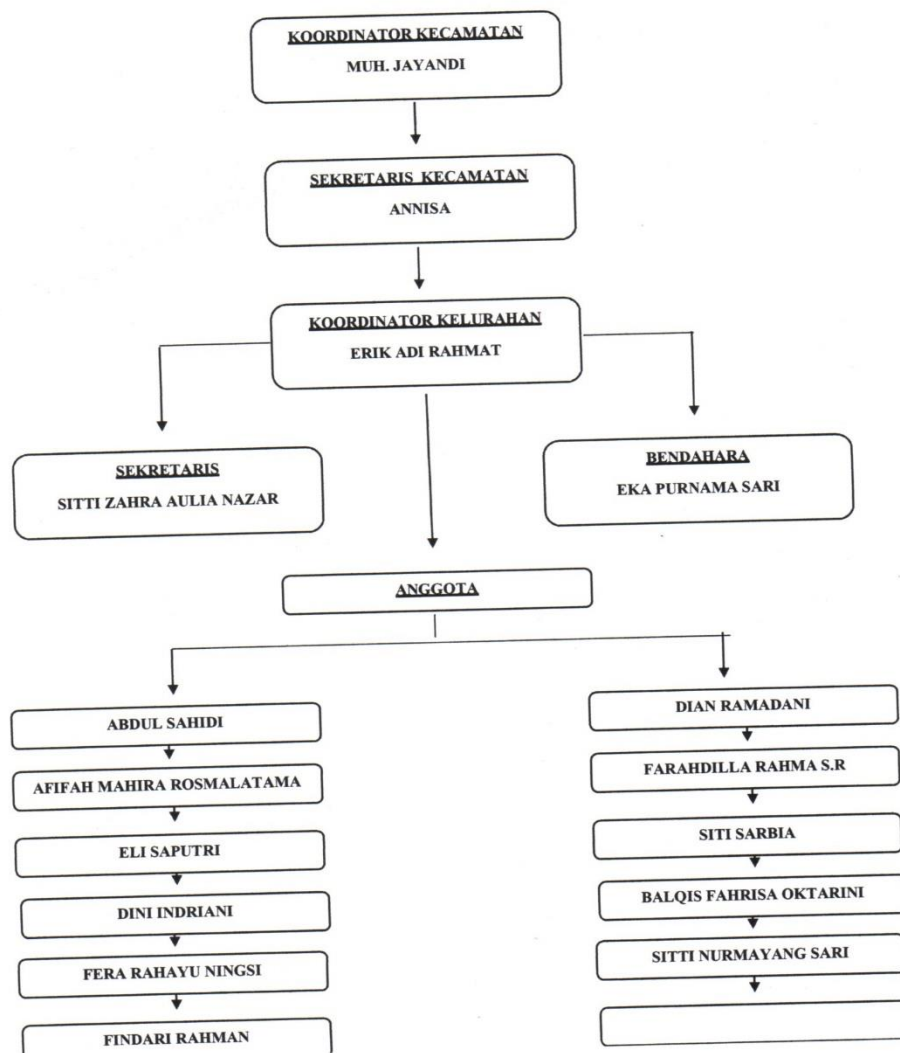 KOORDINATOR KECAMATAN
MUH. JAYANDI
SEKRETARIS KECAMATAN
ANNISA
KOORDINATOR KELURAHAN
ERIK ADI RAHMAT
SEKRETARIS
SITTI ZAHRA AULIA NAZAR
BENDAHARA
EKA PURNAMA SARI
ANGGOTA
ABDUL SAHIDI
AFIFAH MAHIRA ROSMALATAMA
ELI SAPUTRI
DINI INDRIANI
FERA RAHAYU NINGSI
FINDARI RAHMAN
DIAN RAMADANI
FARAHDILLA RAHMA S.R
SITI SARBIA
BALQIS FAHRISA OKTARINI
SITTI NURMAYANG SARI